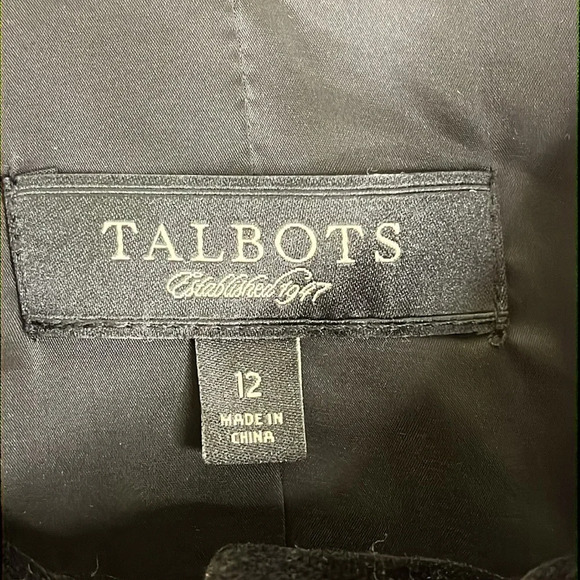 TALBOTS
Established 1947
12
MADE IN
CHINA